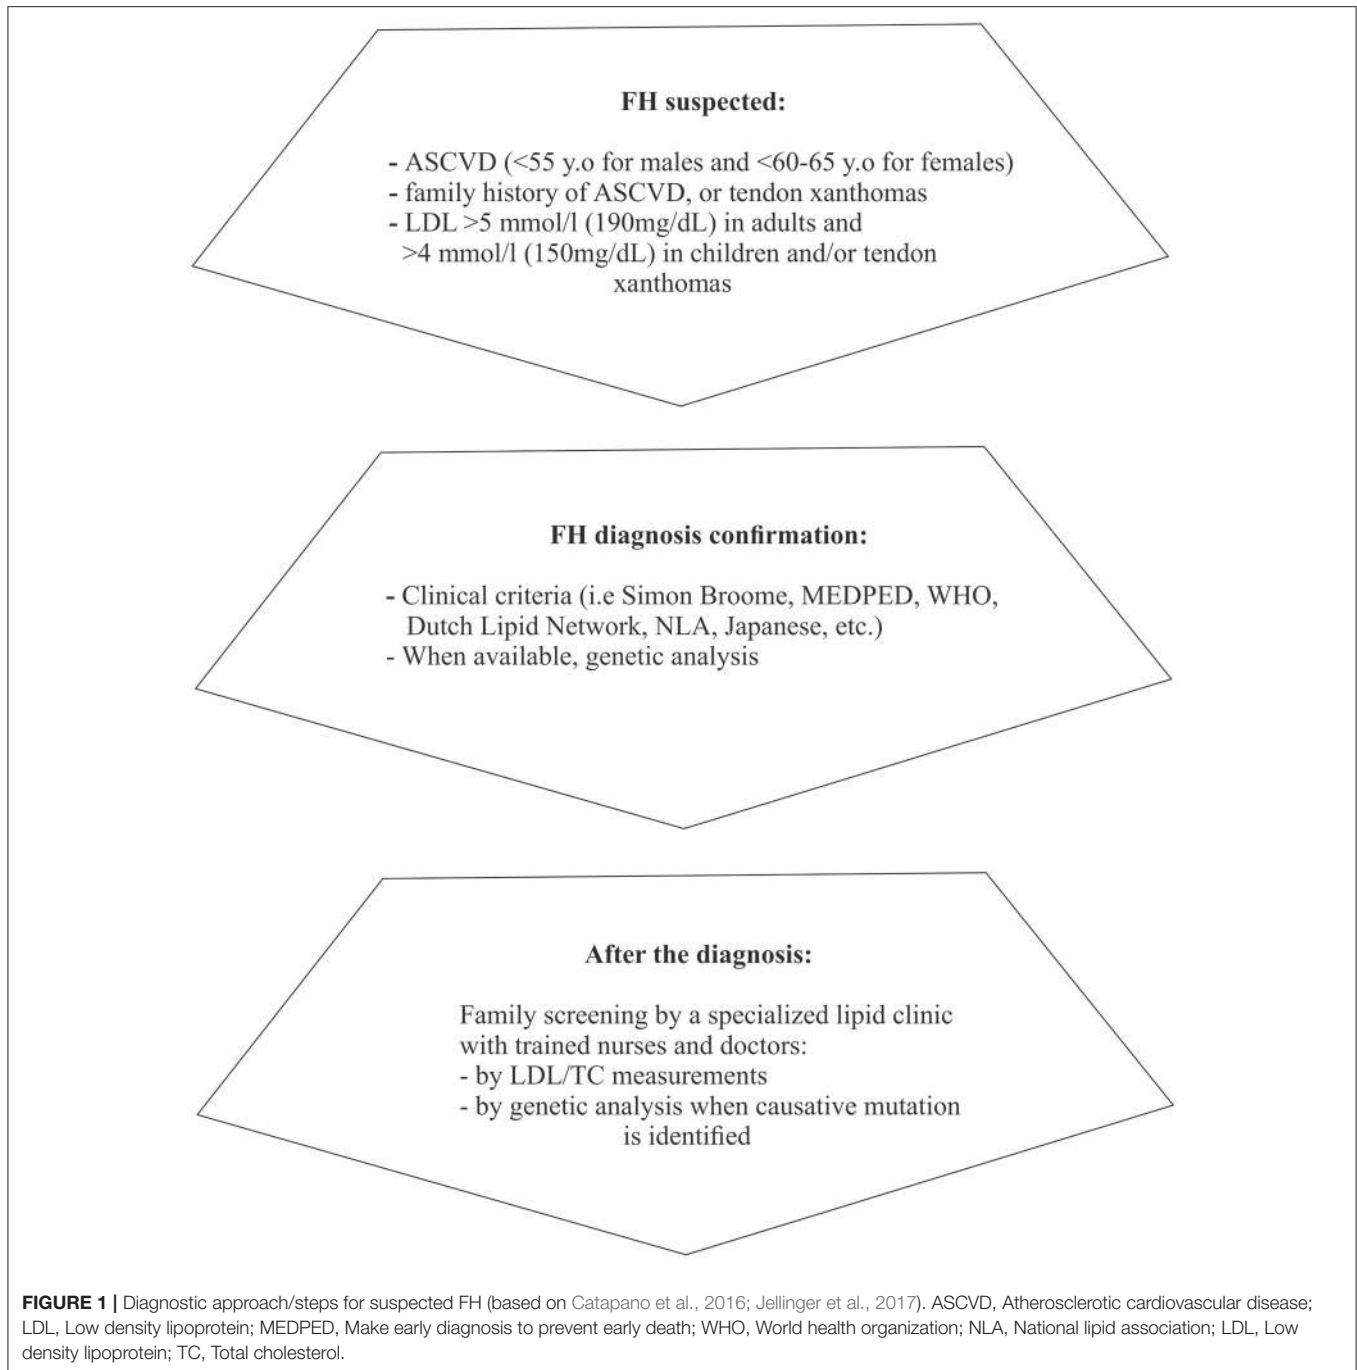 FH suspected:
- ASCVD (<55 y.o for males and <60-65 y.o for females)
- family history of ASCVD, or tendon xanthomas
- LDL >5 mmol/l (190mg/dL) in adults and
>4 mmol/l (150mg/dL) in children and/or tendon
xanthomas
FH diagnosis confirmation:
- Clinical criteria (i.e Simon Broome, MEDPED, WHO,
Dutch Lipid Network, NLA, Japanese, etc.)
- When available, genetic analysis
After the diagnosis:
Family screening by a specialized lipid clinic
with trained nurses and doctors:
- by LDL/TC measurements
- by genetic analysis when causative mutation
is identified
FIGURE 1 | Diagnostic approach/steps for suspected FH (based on Catapano et al., 2016; Jellinger et al., 2017). ASCVD, Atherosclerotic cardiovascular disease;
LDL, Low density lipoprotein; MEDPED, Make early diagnosis to prevent early death; WHO, World health organization; NLA, National lipid association; LDL, Low
density lipoprotein; TC, Total cholesterol.